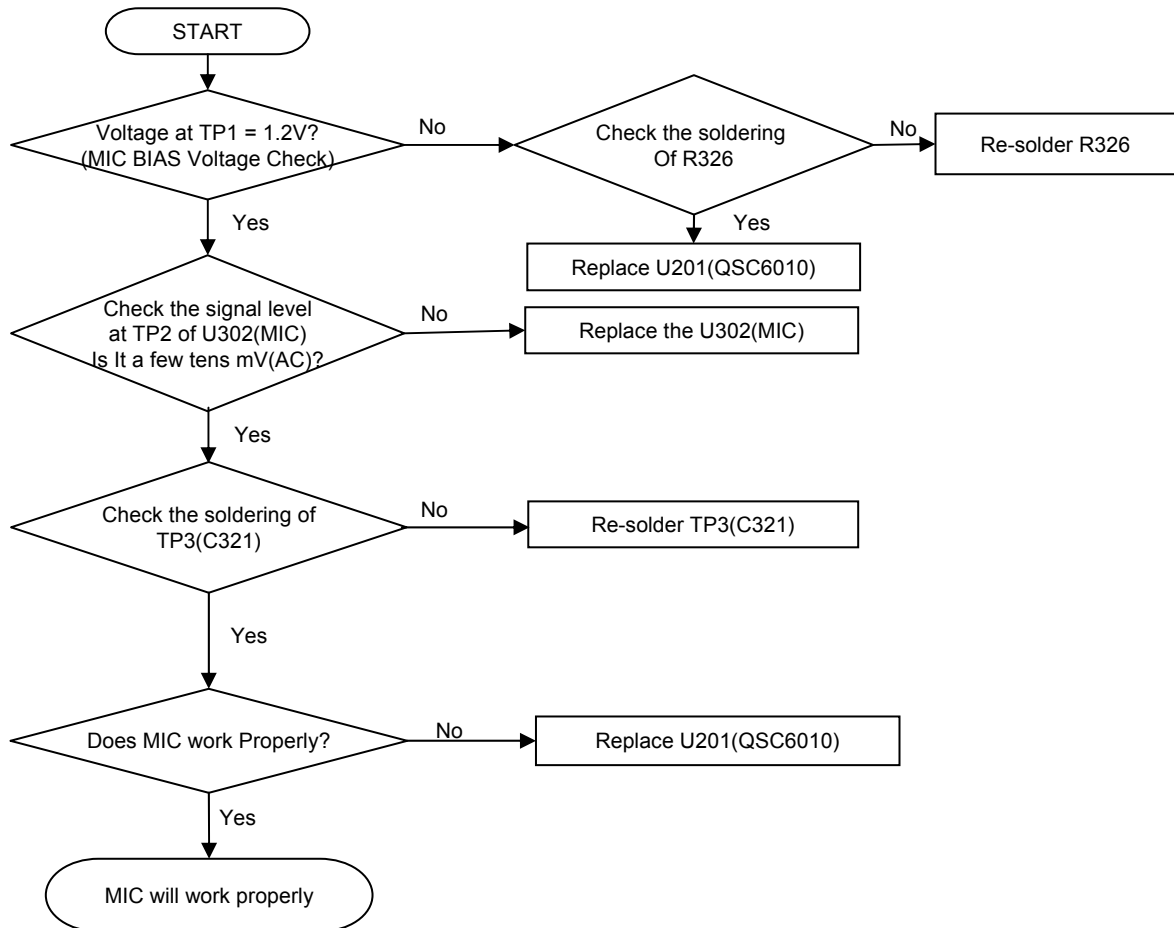 START
Voltage at TP1 = 1.2V?
(MIC BIAS Voltage Check)
No
Check the soldering
Of R326
No
Re-solder R326
Yes
Yes
Replace U201(QSC6010)
Check the signal level
at TP2 of U302(MIC)
Is It a few tens mV(AC)?
No
Replace the U302(MIC)
Yes
Check the soldering of
TP3(C321)
No
Re-solder TP3(C321)
Yes
Does MIC work Properly?
No
Replace U201(QSC6010)
Yes
MIC will work properly